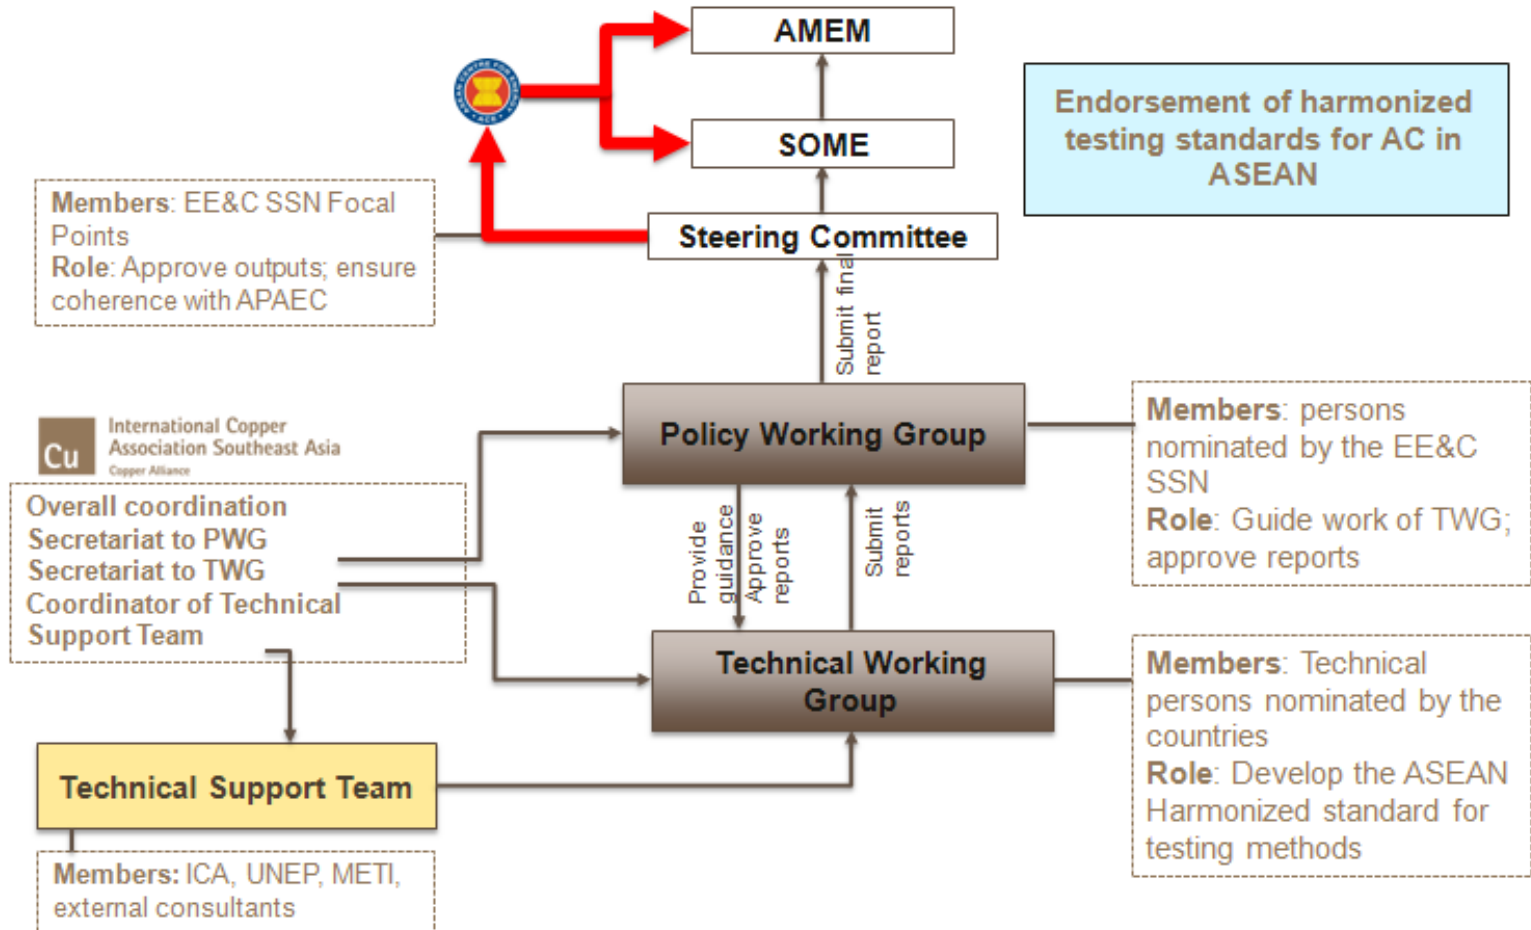 AMEM
ASEAN CENTRE FOR ENERGY
• ACE •
SOME
Endorsement of harmonized
testing standards for AC in
ASEAN
Members: EE&C SSN Focal
Points
Role: Approve outputs; ensure
coherence with APAEC
Steering Committee
Submit final
report
Policy Working Group
Members: persons
nominated by the EE&C
SSN
Role: Guide work of TWG;
approve reports
Cu
International Copper
Association Southeast Asia
Copper Alliance
Overall coordination
Secretariat to PWG
Secretariat to TWG
Coordinator of Technical
Support Team
Provide
guidance
Approve
reports
Submit
reports
Technical Working
Group
Members: Technical
persons nominated by the
countries
Role: Develop the ASEAN
Harmonized standard for
testing methods
Technical Support Team
Members: ICA, UNEP, METI,
external consultants